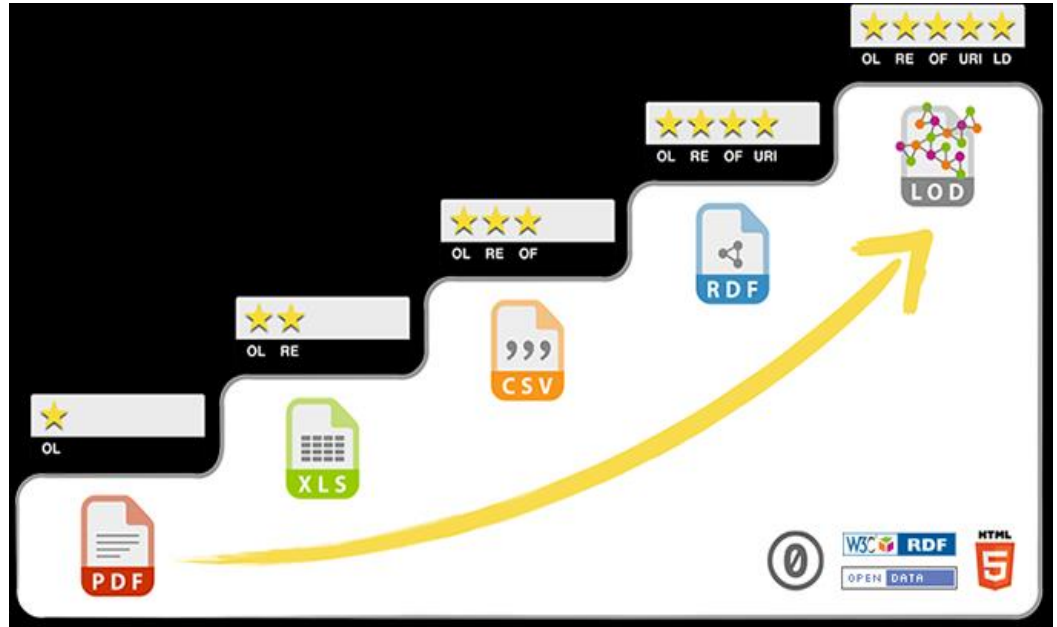 OL RE OF URI LD
LOD
OL RE OF URI
RDF
OL RE OF
,,,
CSV
OL RE
XLS
OL
PDF
0
W3C RDF
OPEN DATA
HTML
5